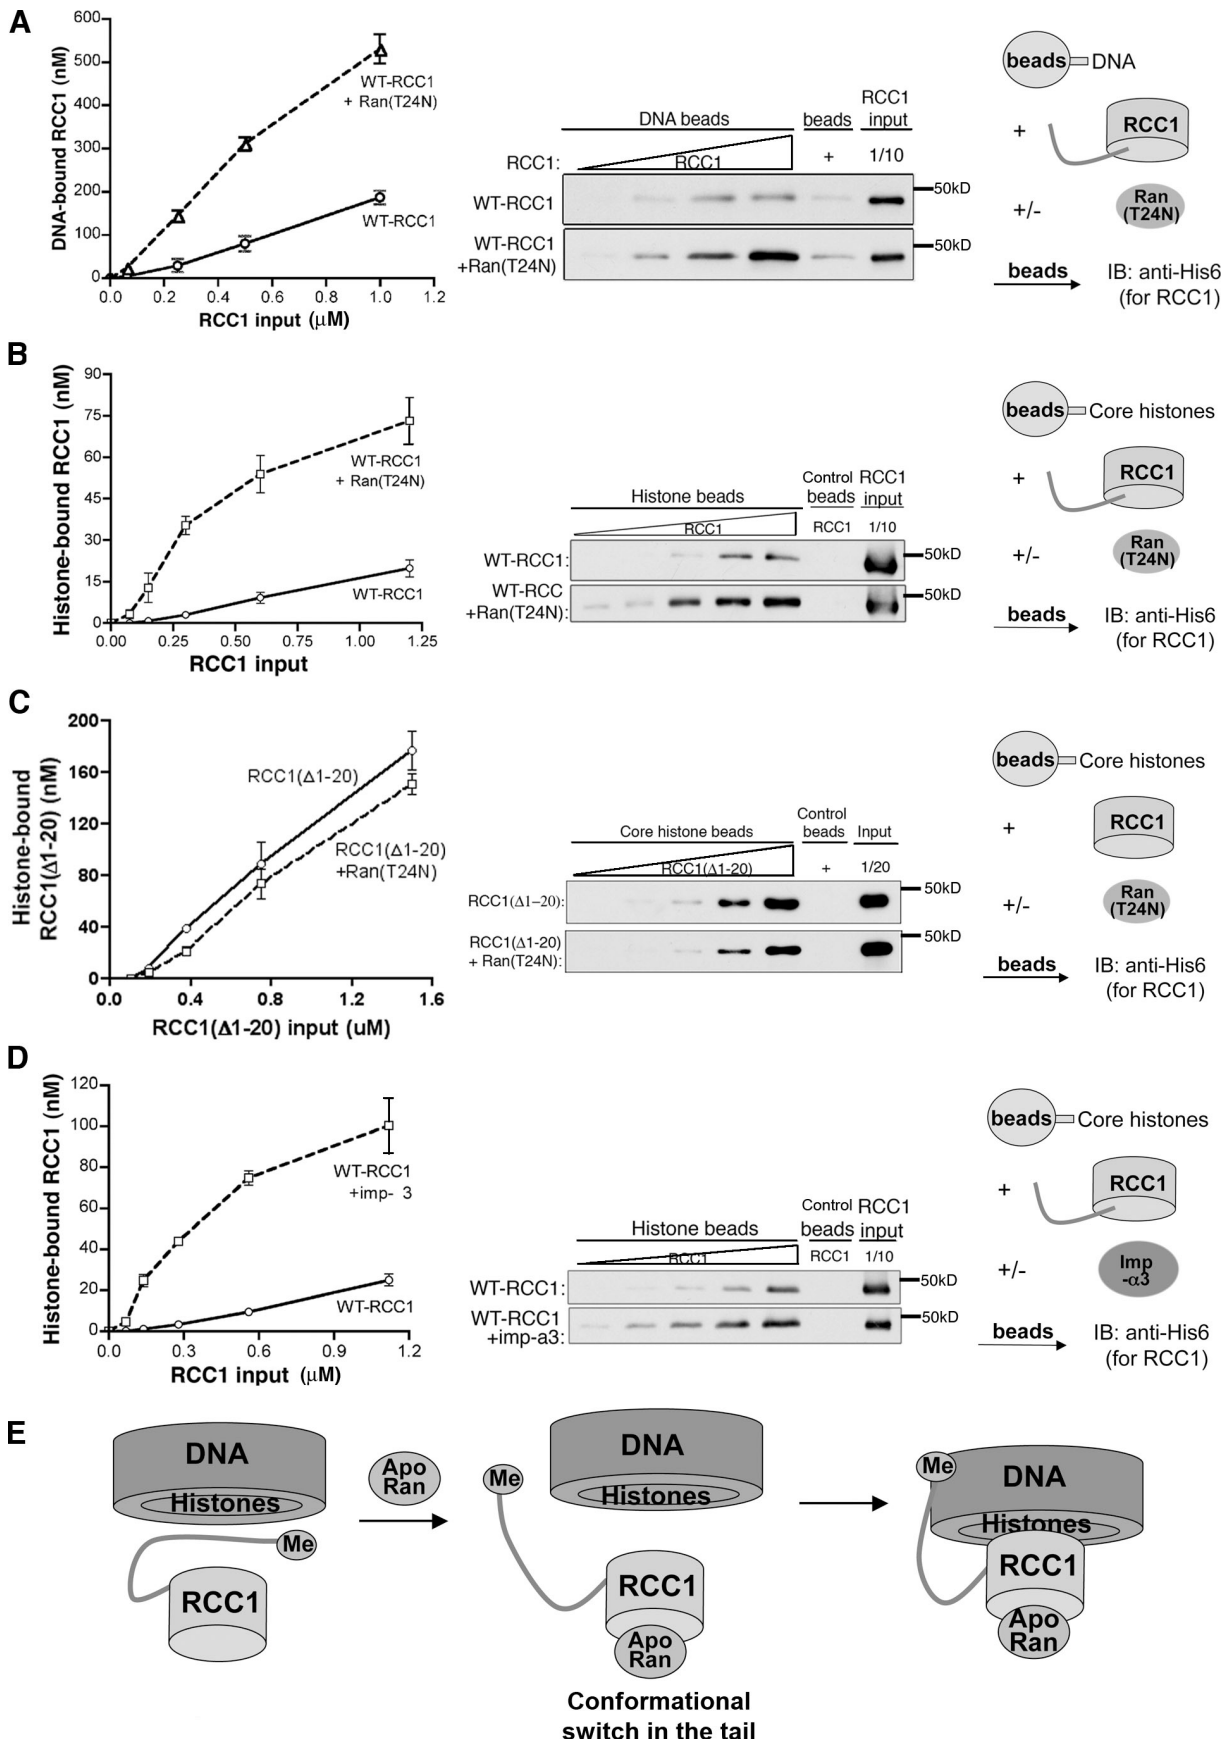 A
DNA-bound RCC1 (nM)
600
500
400
300
200
100
0
0.0 0.2 0.4 0.6 0.8 1.0 1.2
RCC1 input (μM)
WT-RCC1
+ Ran(T24N)
WT-RCC1
DNA beads
beads
RCC1
input
RCC1:
RCC1
+
1/10
WT-RCC1
WT-RCC1
+Ran(T24N)
50kD
50kD
beads
DNA
+
RCC1
+/-
Ran
(T24N)
beads
IB: anti-His6
(for RCC1)
B
Histone-bound RCC1 (nM)
90
75
60
45
30
15
0
0.00 0.25 0.50 0.75 1.00 1.25
RCC1 input
WT-RCC1
+ Ran(T24N)
WT-RCC1
Histone beads
Control
beads
RCC1
input
RCC1
RCC1
1/10
WT-RCC1:
WT-RCC
+Ran(T24N):
50kD
50kD
beads
Core histones
+
RCC1
+/-
Ran
(T24N)
beads
IB: anti-His6
(for RCC1)
C
Histone-bound
RCC1(Δ1-20) (nM)
200
160
120
80
40
0
0.0 0.4 0.8 1.2 1.6
RCC1(Δ1-20) input (uM)
RCC1(Δ1-20)
RCC1(Δ1-20)
+Ran(T24N)
Core histone beads
Control
beads
Input
RCC1(Δ1-20)
+
1/20
RCC1(Δ1-20):
RCC1(Δ1-20)
+ Ran(T24N):
50kD
50kD
beads
Core histones
+
RCC1
+/-
Ran
(T24N)
beads
IB: anti-His6
(for RCC1)
D
Histone-bound RCC1 (nM)
120
100
80
60
40
20
0
0.0 0.3 0.6 0.9 1.2
RCC1 input (μM)
WT-RCC1
+imp- 3
WT-RCC1
Histone beads
Control
beads
RCC1
input
RCC1
RCC1
1/10
WT-RCC1:
WT-RCC1
+imp-a3:
50kD
50kD
beads
Core histones
+
RCC1
+/-
Imp
-α3
beads
IB: anti-His6
(for RCC1)
E
DNA
Histones
Me
RCC1
Apo
Ran
Me
DNA
Histones
RCC1
Apo
Ran
Conformational
switch in the tail
Me
DNA
Histones
RCC1
Apo
Ran